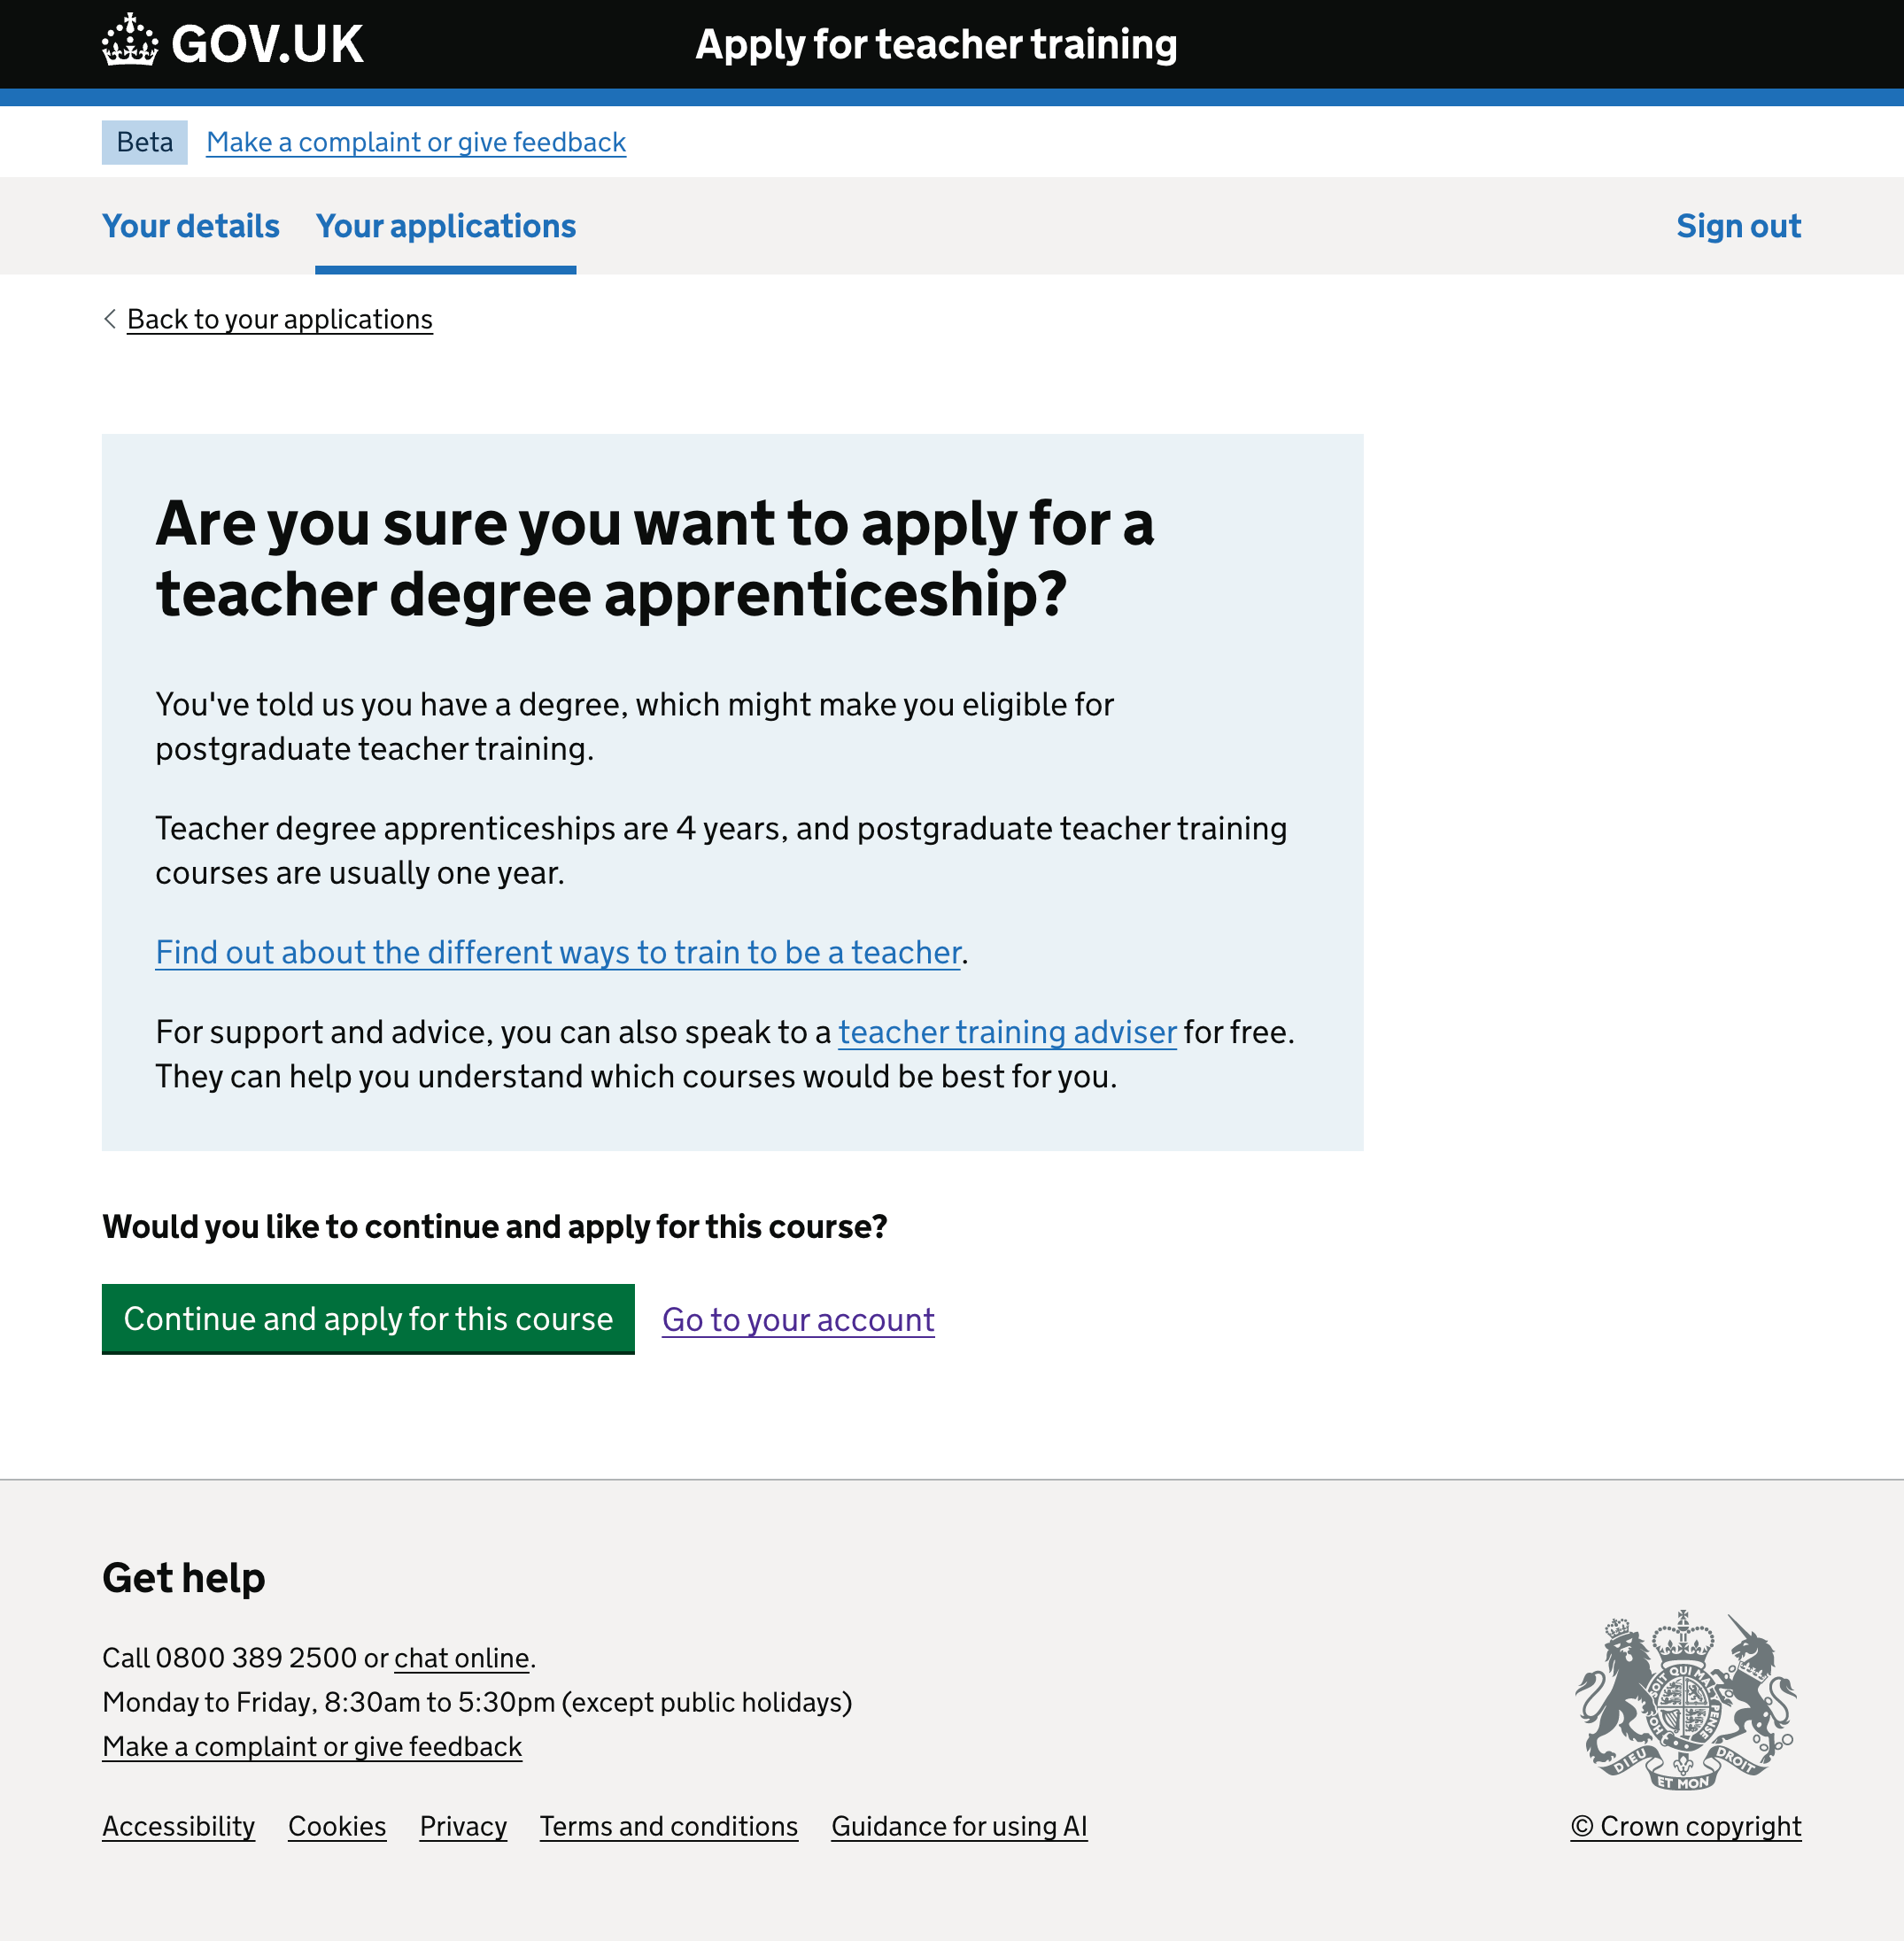 GOV.UK
Apply for teacher training
Beta
Make a complaint or give feedback
Your details
Your applications
Sign out
Back to your applications
Are you sure you want to apply for a
teacher degree apprenticeship?
You've told us you have a degree, which might make you eligible for
postgraduate teacher training.
Teacher degree apprenticeships are 4 years, and postgraduate teacher training
courses are usually one year.
Find out about the different ways to train to be a teacher.
For support and advice, you can also speak to a teacher training adviser for free.
They can help you understand which courses would be best for you.
Would you like to continue and apply for this course?
Continue and apply for this course
Go to your account
Get help
Call 0800 389 2500 or chat online.
Monday to Friday, 8:30am to 5:30pm (except public holidays)
Make a complaint or give feedback
SOIT QUI MAL
PENSE
HO
DIEU
ET MON
DROIT
Accessibility
Cookies
Privacy
Terms and conditions
Guidance for using AI
© Crown copyright